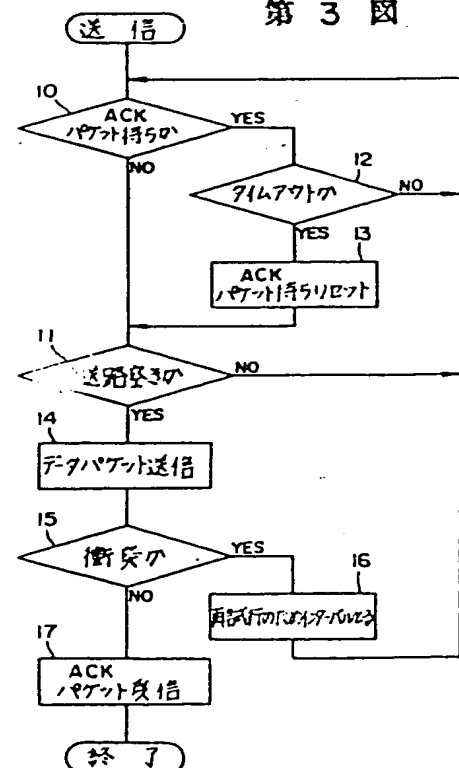 第 3 図
送 信
10
ACK
パケット待ちか
YES
NO
12
タイムアウトか
NO
YES
13
ACK
パケット待ちリセット
11
送路空きか
NO
YES
14
データパケット送信
15
衝突か
YES
NO
16
再試行のためインターバルとる
17
ACK
パケット受信
終 了